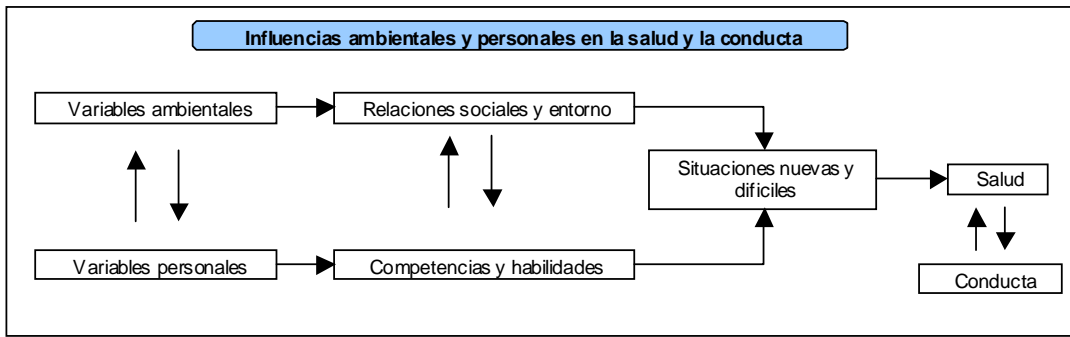 Influencias ambientales y personales en la salud y la conducta
Variables ambientales
Relaciones sociales y entorno
Situaciones nuevas y
dificiles
Salud
Variables personales
Competencias y habilidades
Conducta